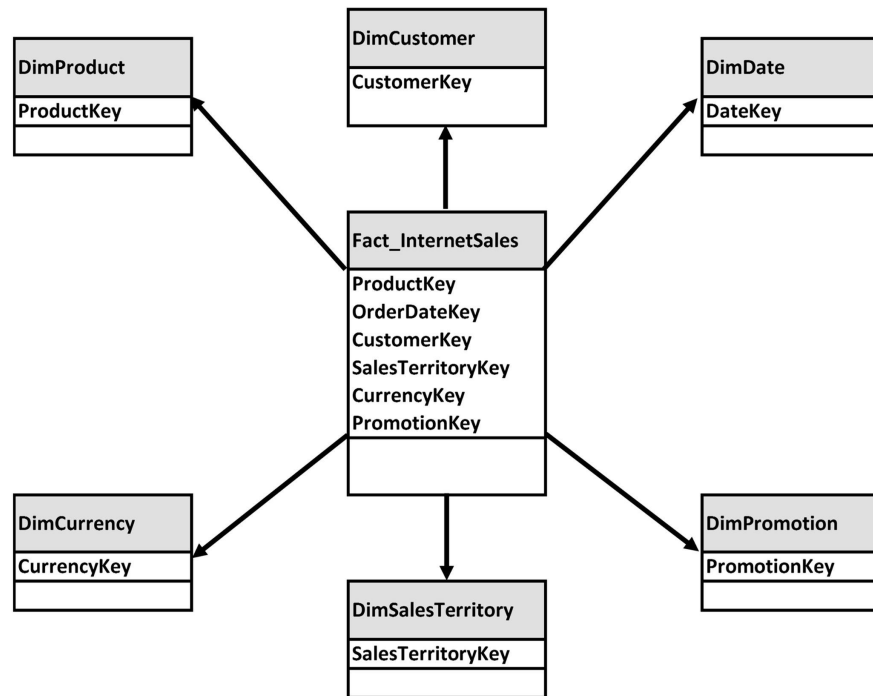 DimProduct
ProductKey
DimCustomer
CustomerKey
DimDate
DateKey
Fact_InternetSales
ProductKey
OrderDateKey
CustomerKey
SalesTerritoryKey
CurrencyKey
PromotionKey
DimCurrency
CurrencyKey
DimSalesTerritory
SalesTerritoryKey
DimPromotion
PromotionKey